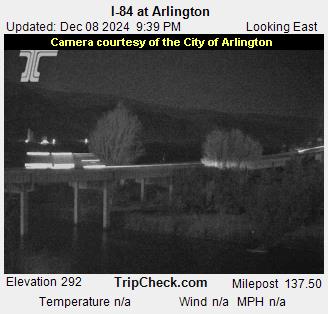 I-84 at Arlington
Updated: Dec 08 2024 9:39 PM Looking East
Camera courtesy of the City of Arlington
Elevation 292 TripCheck.com Milepost 137.50
Temperature n/a Wind n/a MPH n/a